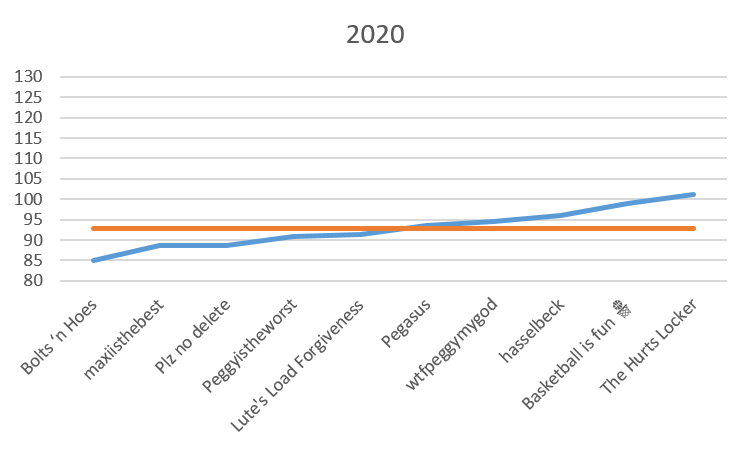 2020
130
125
120
115
110
105
100
95
90
85
80
Bolts ‘n Hoes
maxiisthebest
Plz no delete
Peggyistheworst
Lute's Load Forgiveness
Pegasus
wtfpeggymygod
hasselbeck
Basketball is fun
The Hurts Locker